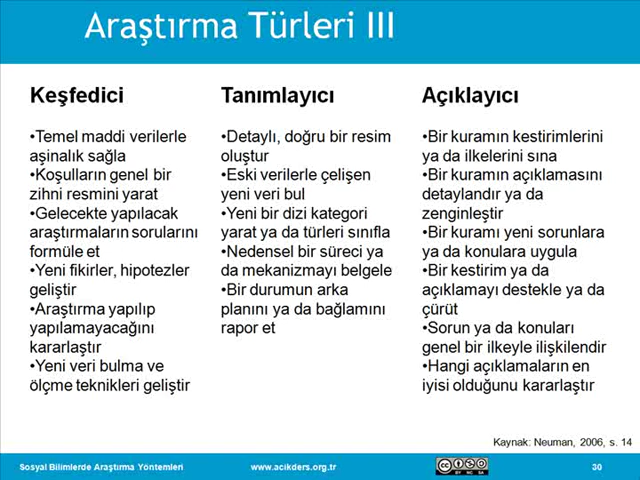 Araştırma Türleri III
Keşfedici
•Temel maddi verilerle
aşinalık sağla
•Koşulların genel bir
zihni resmini yarat
•Gelecekte yapılacak
araştırmaların sorularını
formüle et
•Yeni fikirler, hipotezler
geliştir
•Araştırma yapılıp
yapılamayacağını
kararlaştır
•Yeni veri bulma ve
ölçme teknikleri geliştir
Tanımlayıcı
•Detaylı, doğru bir resim
oluştur
•Eski verilerle çelişen
yeni veri bul
•Yeni bir dizi kategori
yarat ya da türleri sınıfla
•Nedensel bir süreci ya
da mekanizmayı belgele
•Bir durumun arka
planını ya da bağlamını
rapor et
Açıklayıcı
•Bir kuramın kestirimlerini
ya da ilkelerini sına
•Bir kuramın açıklamasını
detaylandır ya da
zenginleştir
•Bir kuramı yeni sorunlara
ya da konulara uygula
•Bir kestirim ya da
açıklamayı destekle ya da
çürüt
•Sorun ya da konuları
genel bir ilkeyle ilişkilendir
•Hangi açıklamaların en
iyisi olduğunu kararlaştır
Kaynak: Neuman, 2006, s. 14
Sosyal Bilimlerde Araştırma Yöntemleri
www.acikders.org.tr
cc
BY NC SA
30